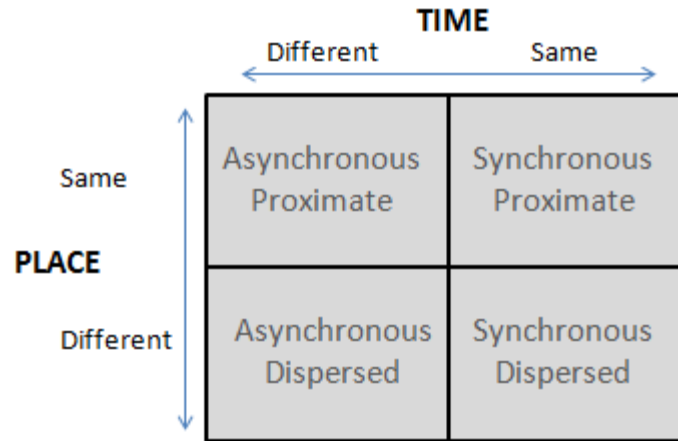 TIME
Different Same
Asynchronous Synchronous
Same
Proximate Proximate
PLACE
Asynchronous Synchronous
Different
Dispersed Dispersed